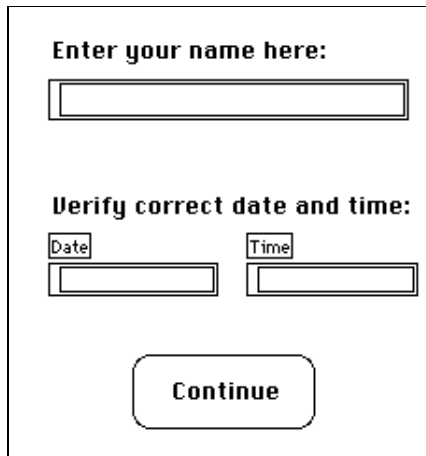 Enter your name here:
Verify correct date and time:
Date Time
Continue